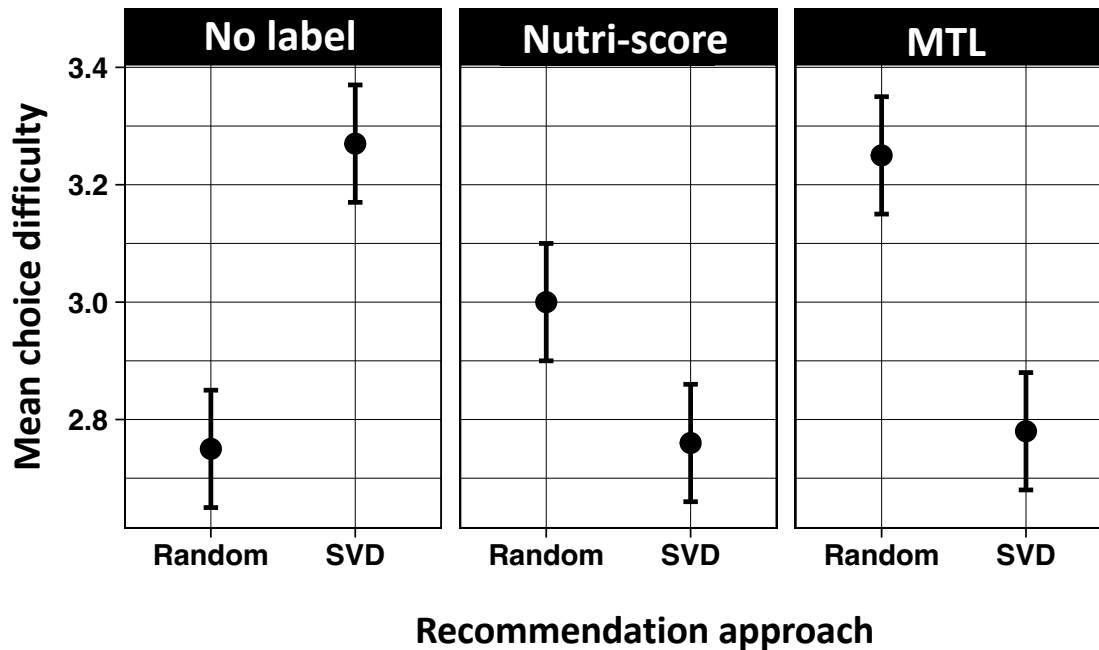 No label
Nutri-score
MTL
Mean choice difficulty
3.4
3.2
3.0
2.8
Random
SVD
Random
SVD
Random
SVD
Recommendation approach